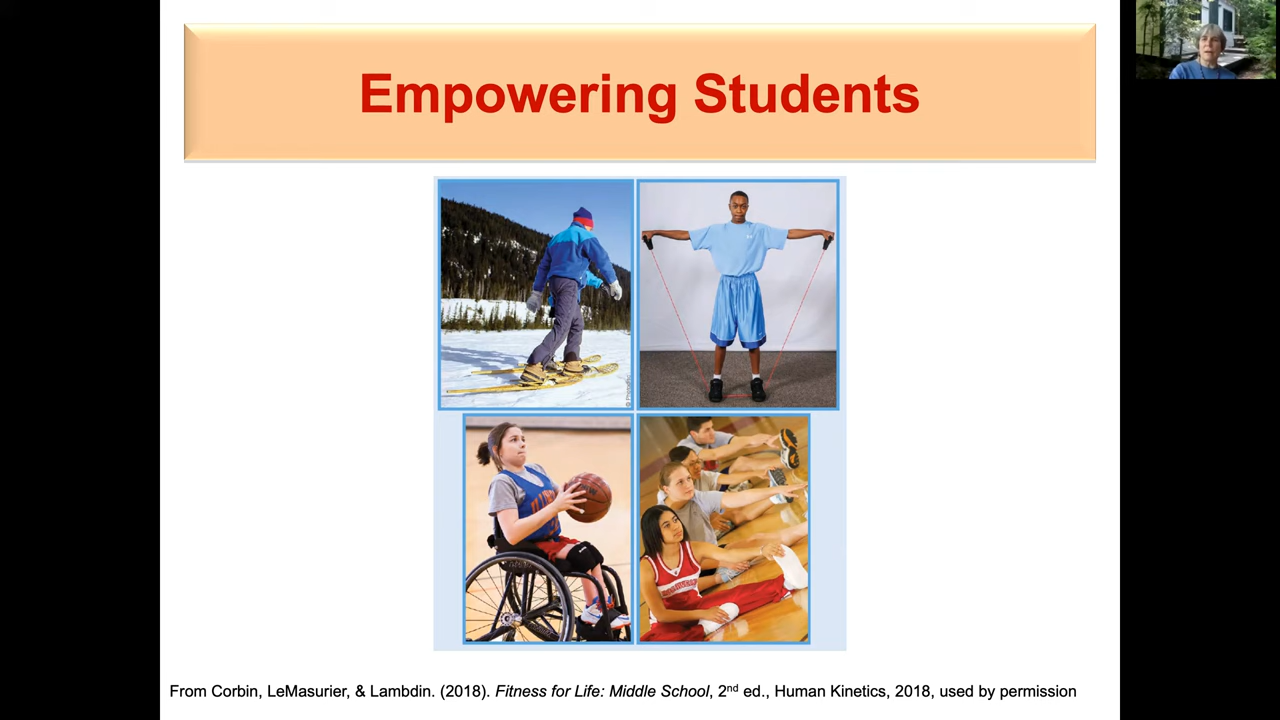 Empowering Students
From Corbin, LeMasurier, & Lambdin. (2018). Fitness for Life: Middle School, 2nd ed., Human Kinetics, 2018, used by permission